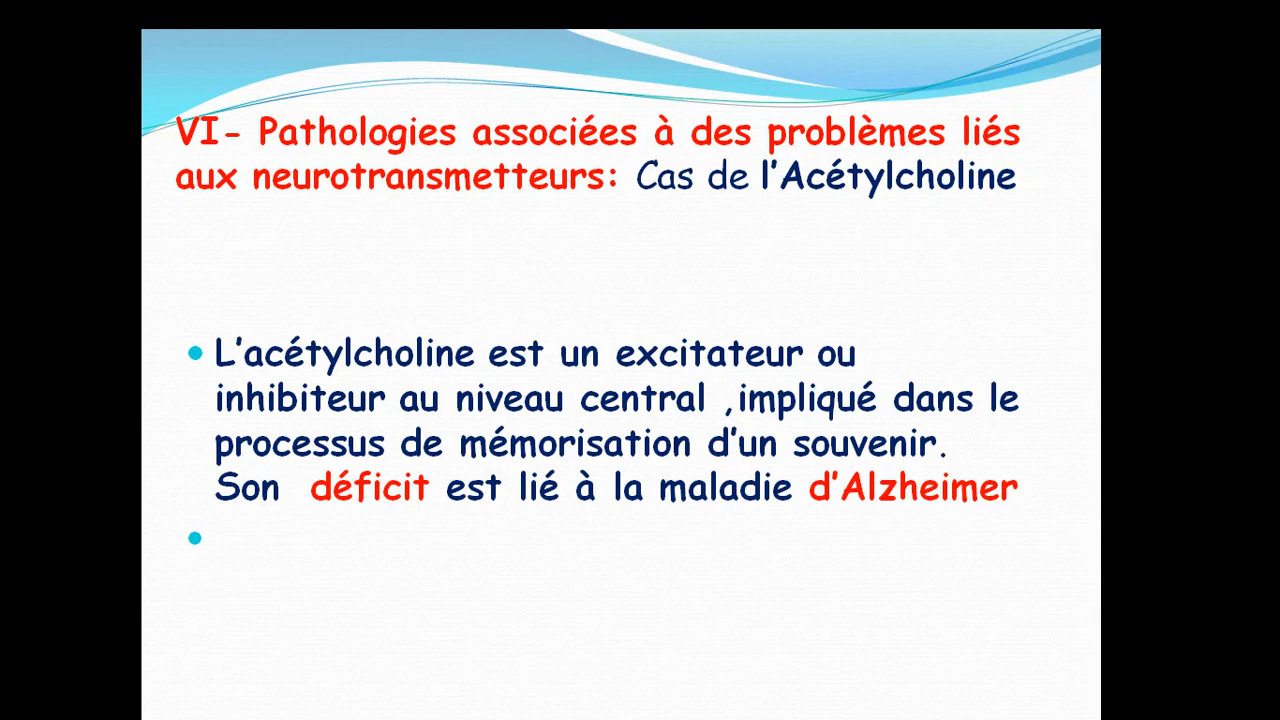 VI- Pathologies associées à des problèmes liés
aux neurotransmetteurs: Cas de l'Acétylcholine
L'acétylcholine est un excitateur ou
inhibiteur au niveau central ,impliqué dans le
processus de mémorisation d'un souvenir.
Son déficit est lié à la maladie d'Alzheimer